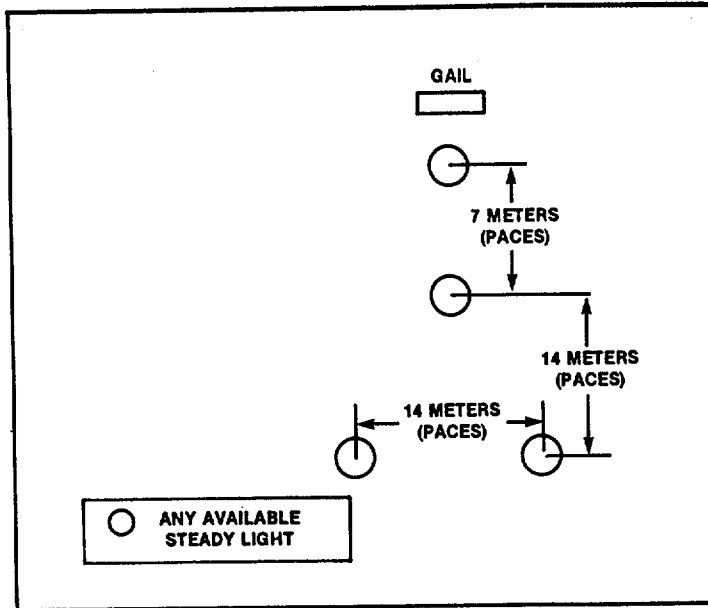 GAIL
7 METERS
(PACES)
14 METERS
(PACES)
14 METERS
(PACES)
ANY AVAILABLE
STEADY LIGHT